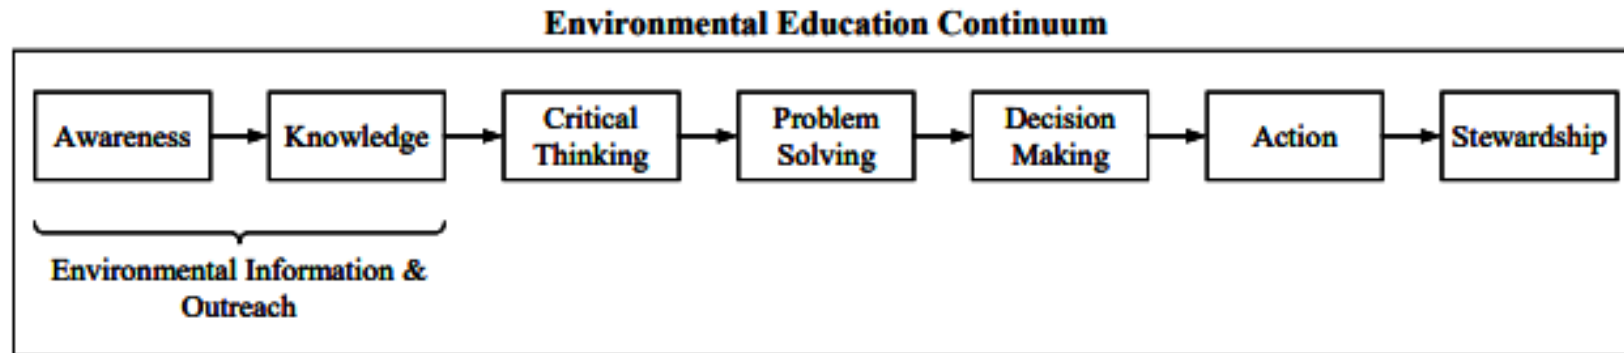 Environmental Education Continuum
Awareness
Knowledge
Critical
Thinking
Problem
Solving
Decision
Making
Action
Stewardship
Environmental Information &
Outreach